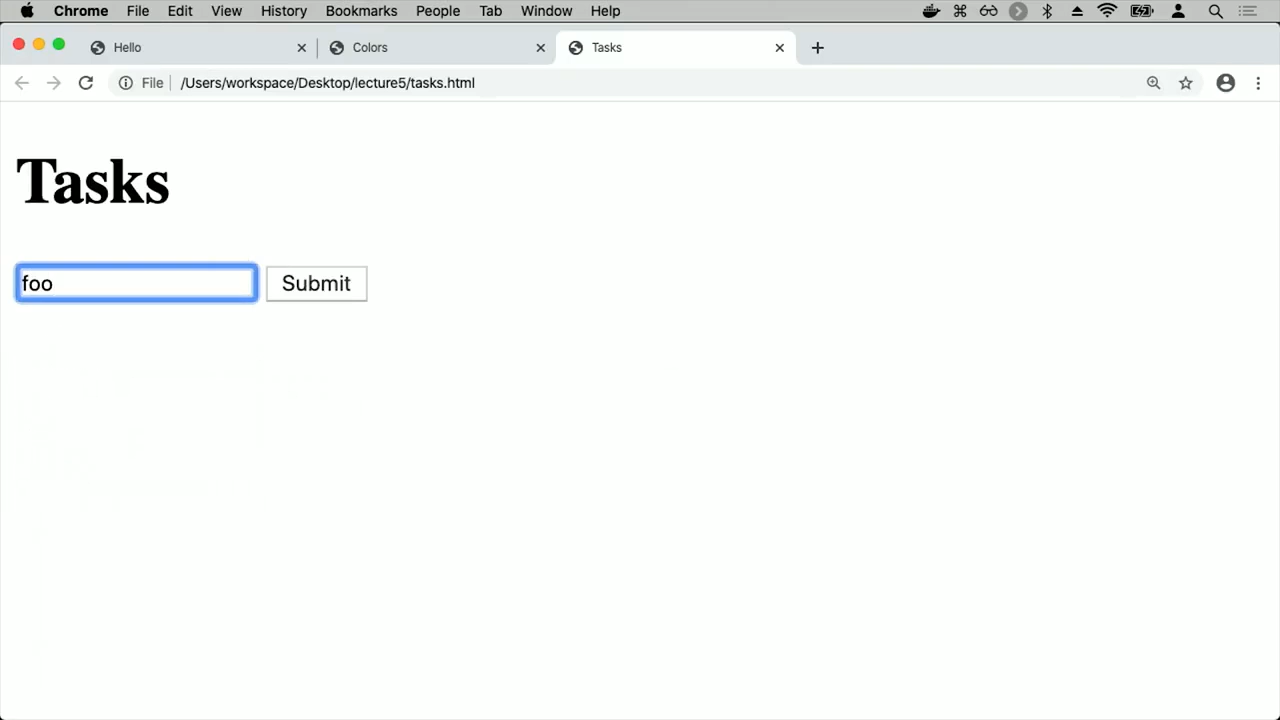 Chrome File Edit View History Bookmarks People Tab Window Help
Hello Colors Tasks
File /Users/workspace/Desktop/lecture5/tasks.html
Tasks
foo Submit